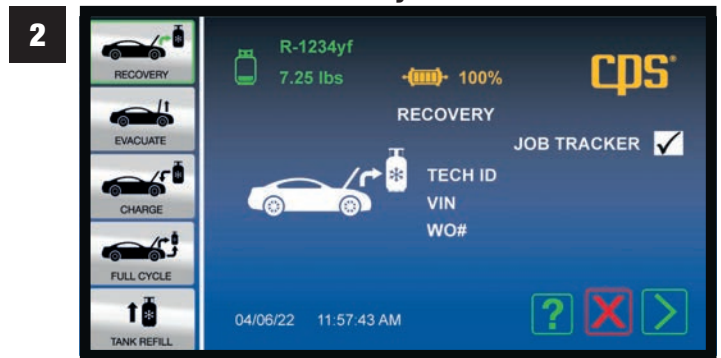 2
RECOVERY
EVACUATE
CHARGE
FULL CYCLE
TANK REFILL
R-1234yf
7.25 lbs
100%
cps®
RECOVERY
JOB TRACKER
TECH ID
VIN
WO#
04/06/22 11:57:43 AM
?